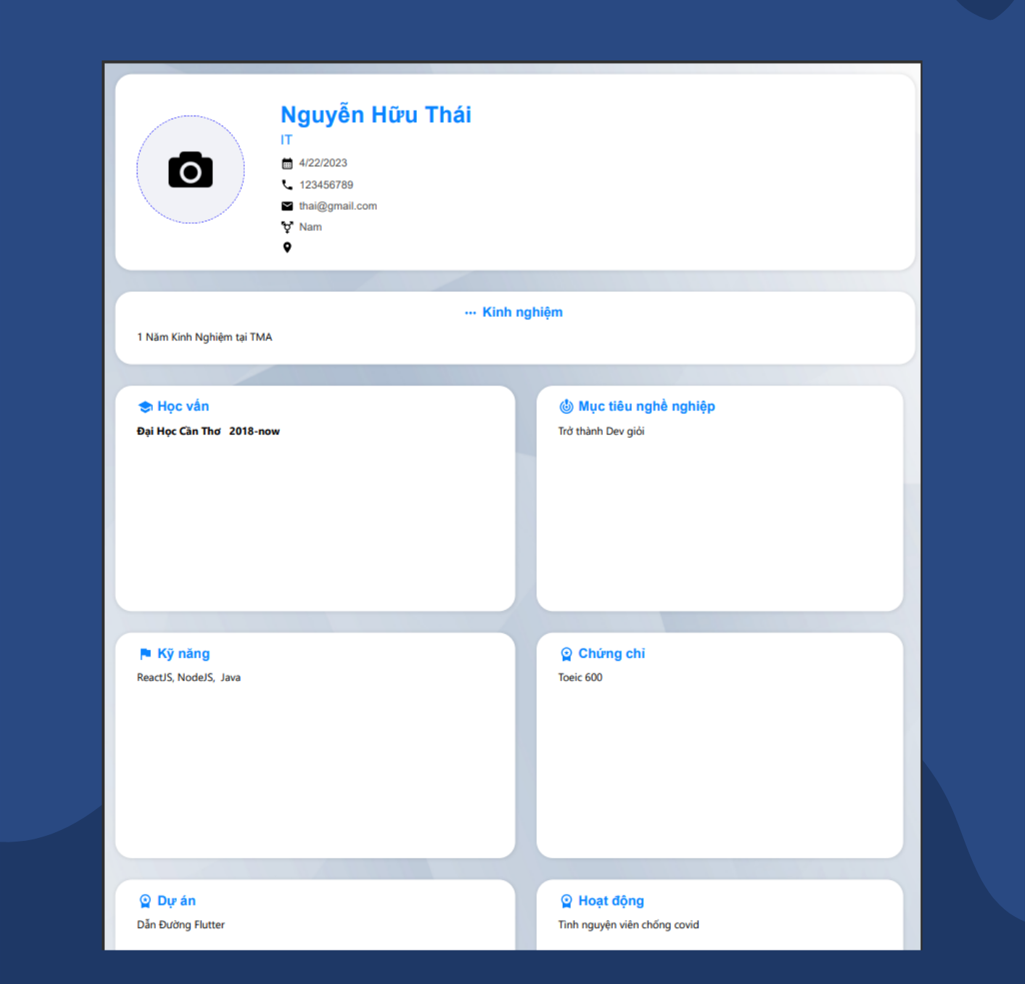 Nguyễn Hữu Thái
IT
4/22/2023
123456789
thai@gmail.com
Nam
Kinh nghiệm
1 Năm Kinh Nghiệm tại TMA
Học vấn
Đại Học Cần Thơ 2018-now
Mục tiêu nghề nghiệp
Trở thành Dev giỏi
Kỹ năng
ReactJS, NodeJS, Java
Chứng chỉ
Toeic 600
Dự án
Dẫn Đường Flutter
Hoạt động
Tình nguyện viên chống covid